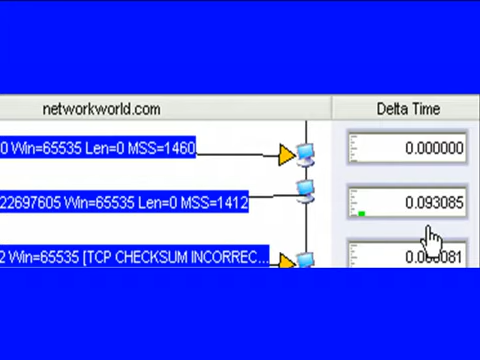 networkworld.com Delta Time
0 Win=65535 Len=0 MSS=1460 0.000000
22697605 Win=65535 Len=0 MSS=1412 0.093085
2 Win=65535 [TCP CHECKSUM INCORREC...